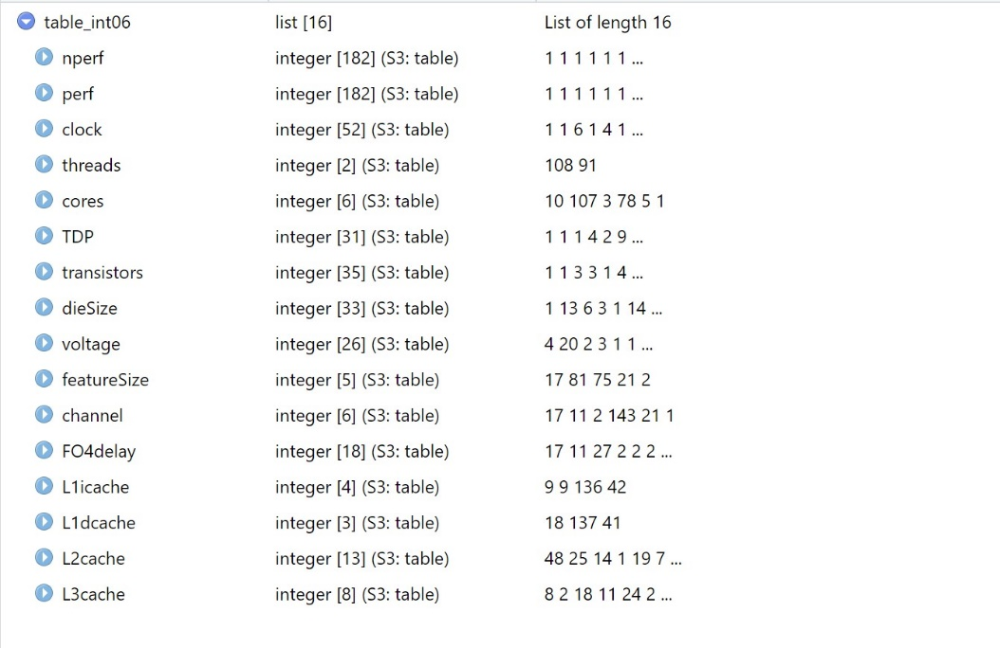 table_int06 list [16] List of length 16
nperf integer [182] (S3: table) 1 1 1 1 1 1 ...
perf integer [182] (S3: table) 1 1 1 1 1 1 ...
clock integer [52] (S3: table) 1 1 6 1 4 1 ...
threads integer [2] (S3: table) 108 91
cores integer [6] (S3: table) 10 107 3 78 5 1
TDP integer [31] (S3: table) 1 1 1 4 2 9 ...
transistors integer [35] (S3: table) 1 1 3 3 1 4 ...
dieSize integer [33] (S3: table) 1 13 6 3 1 14 ...
voltage integer [26] (S3: table) 4 20 2 3 1 1 ...
featureSize integer [5] (S3: table) 17 81 75 21 2
channel integer [6] (S3: table) 17 11 2 143 21 1
FO4delay integer [18] (S3: table) 17 11 27 2 2 2 ...
L1icache integer [4] (S3: table) 9 9 136 42
L1dcache integer [3] (S3: table) 18 137 41
L2cache integer [13] (S3: table) 48 25 14 1 19 7 ...
L3cache integer [8] (S3: table) 8 2 18 11 24 2 ...